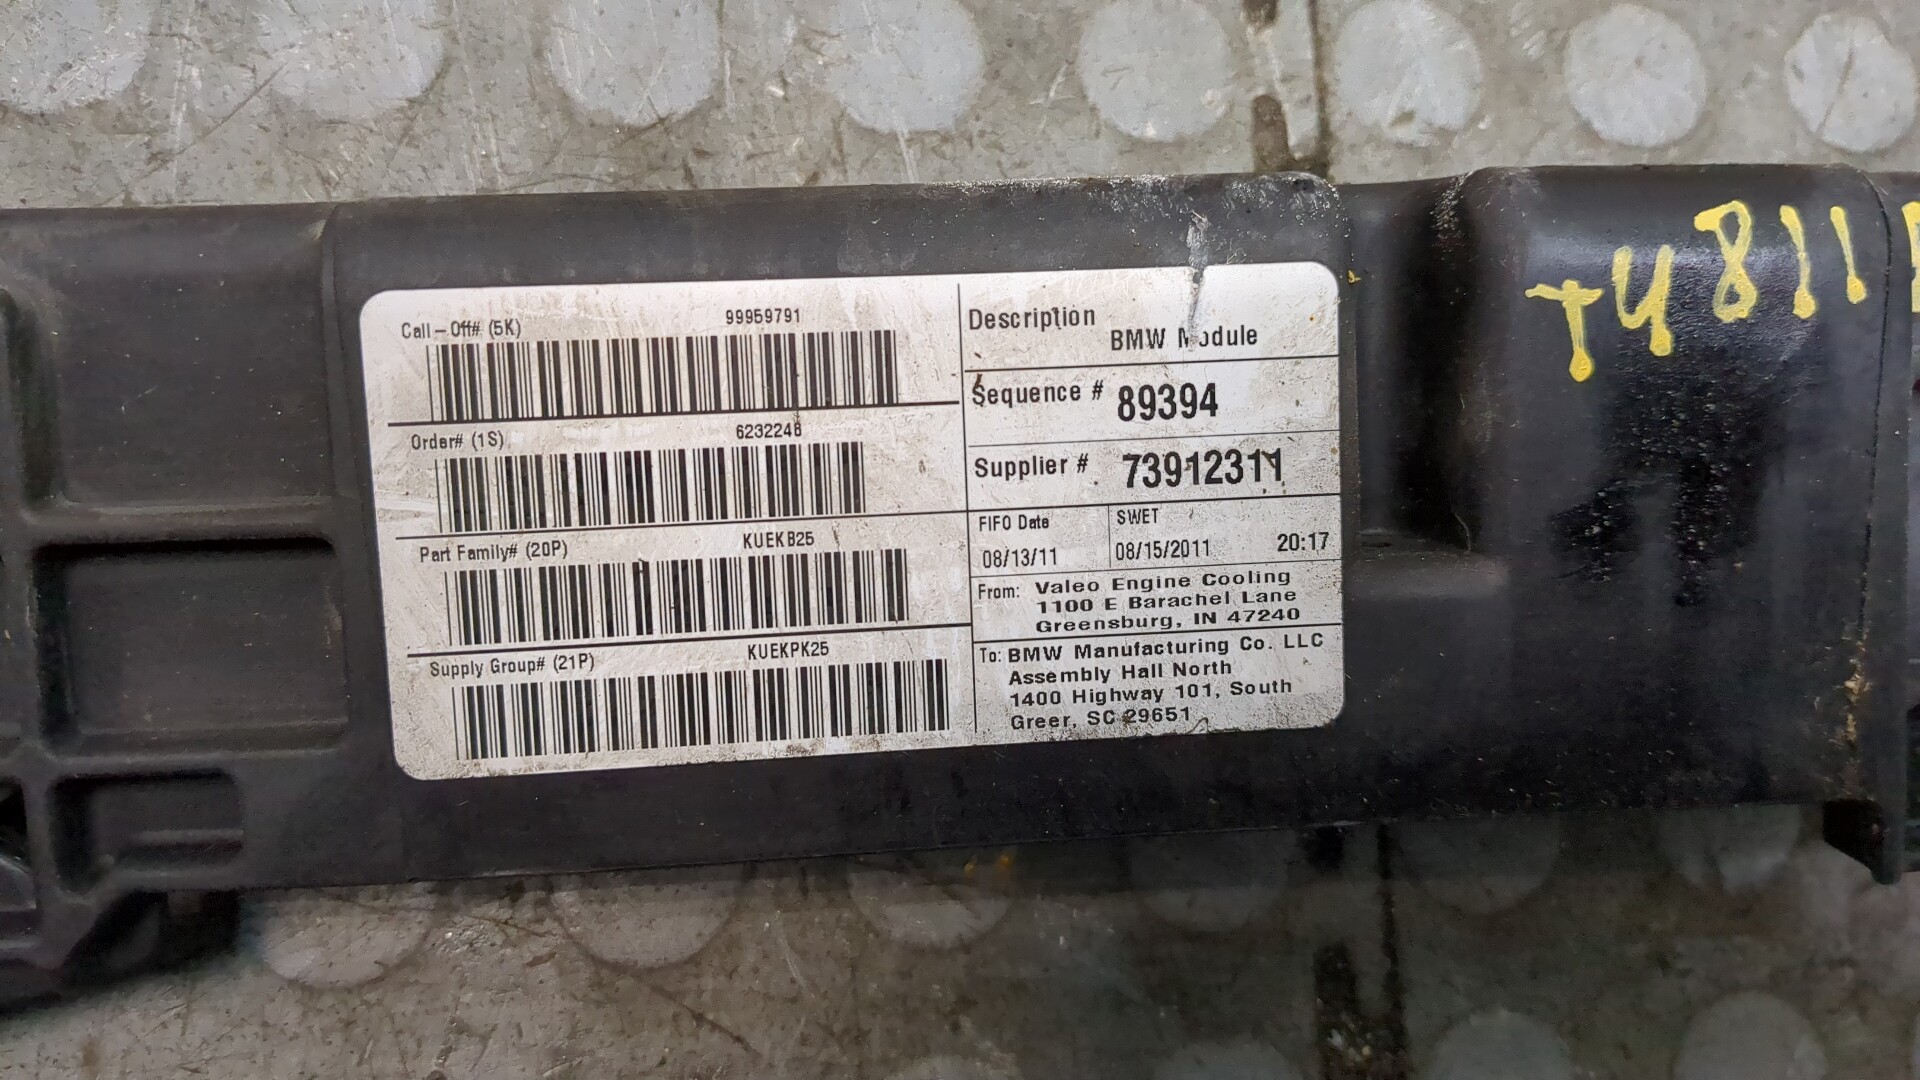 Call-Off# (5K) 99959791
Order# (1S) 6232248
Part Family# (20P) KUEKB25
Supply Group# (21P) KUEKPK25
Description
BMW Module
Sequence # 89394
Supplier # 73912311
FIFO Date
08/13/11
SWET
08/15/2011 20:17
From: Valeo Engine Cooling
1100 E Barachel Lane
Greensburg, IN 47240
To: BMW Manufacturing Co. LLC
Assembly Hall North
1400 Highway 101, South
Greer, SC 29651
T4811